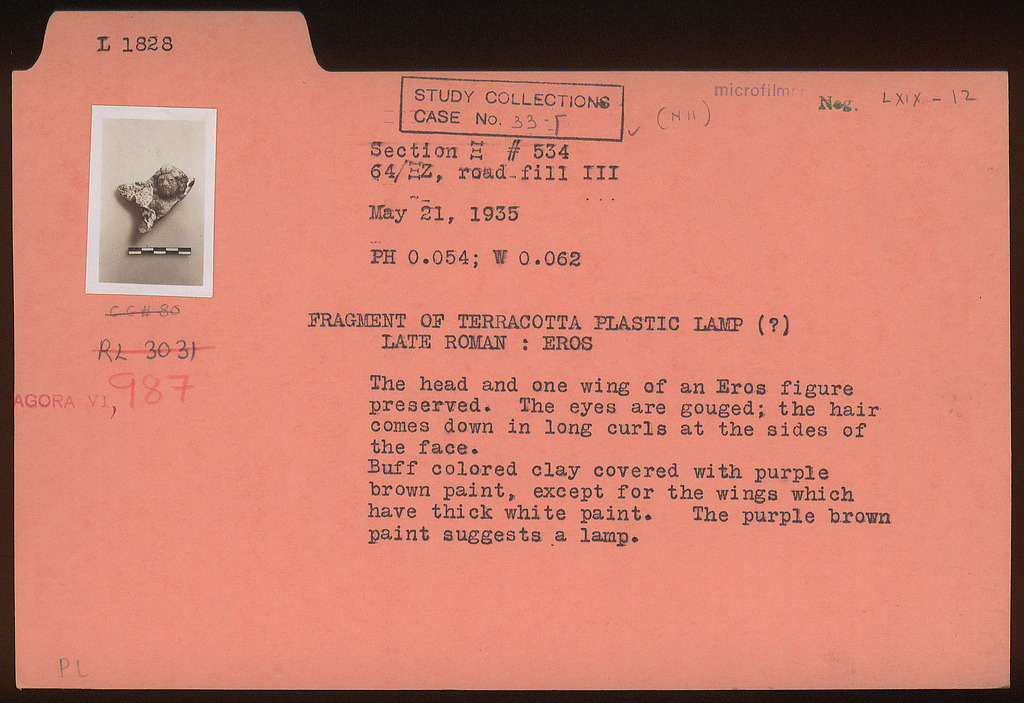 L 1828
STUDY COLLECTIONS
CASE No. 33-
(N11)
microfilm
Neg. LXIX - 12
Section Ξ # 534
64/ΞΖ, road fill III
May 21, 1935
PH 0.054; W 0.062
CGH 80
RL 3031
AGORA VI, 987
FRAGMENT OF TERRACOTTA PLASTIC LAMP (?)
LATE ROMAN : EROS
The head and one wing of an Eros figure
preserved. The eyes are gouged; the hair
comes down in long curls at the sides of
the face.
Buff colored clay covered with purple
brown paint, except for the wings which
have thick white paint. The purple brown
paint suggests a lamp.
PL